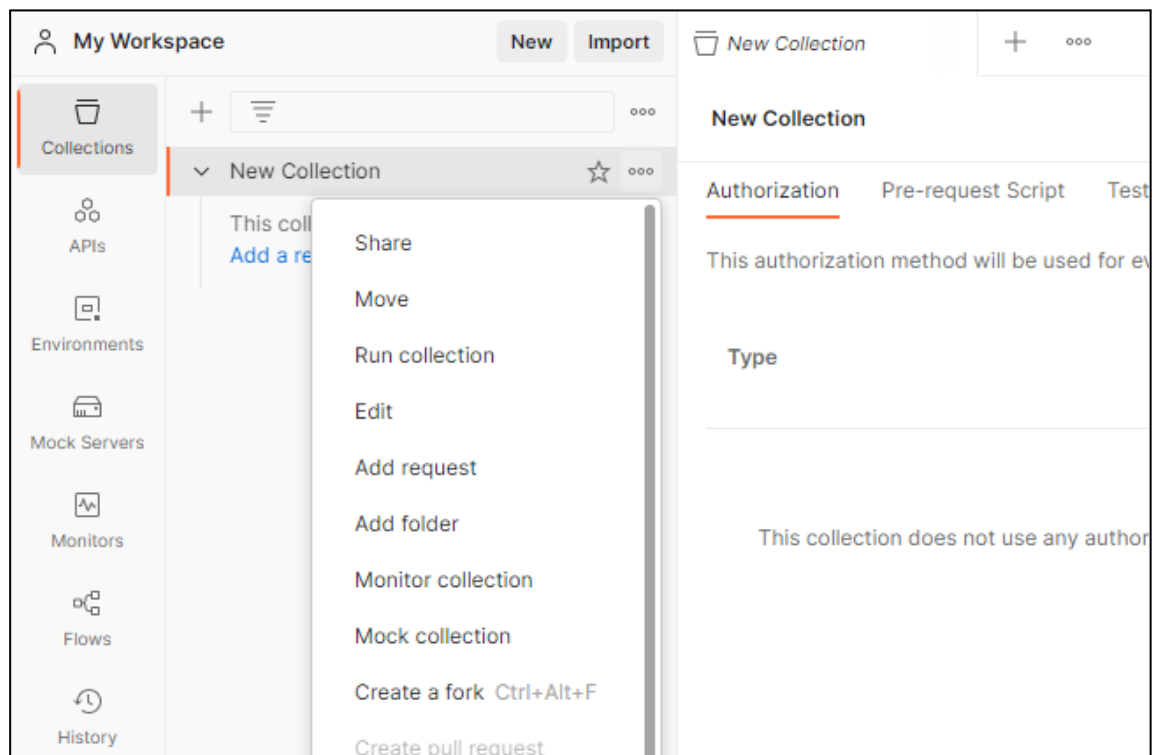 My Workspace
New
Import
New Collection
Collections
New Collection
New Collection
APIs
This coll
Add a re
Share
Move
Run collection
Edit
Add request
Add folder
Monitor collection
Mock collection
Create a fork Ctrl+Alt+F
Create pull request
Environments
Mock Servers
Monitors
Flows
History
Authorization
Pre-request Script
Test
This authorization method will be used for ev
Type
This collection does not use any author